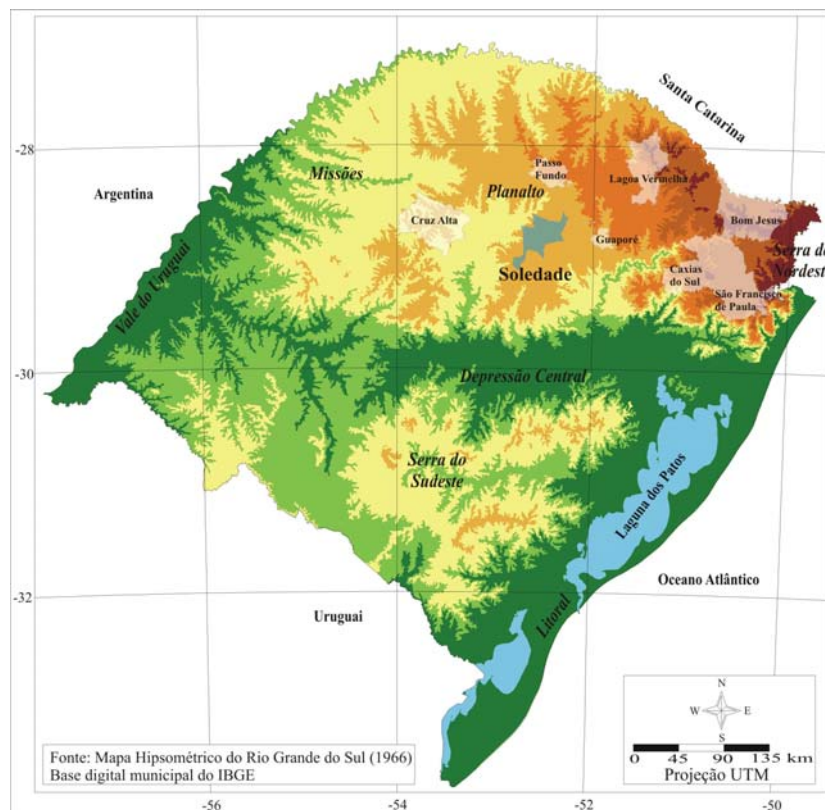 Santa Catarina
-28
Missões
Passo
Fundo
Lagoa Vermelha
Argentina
Planalto
Cruz Alta
Bom Jesus
Guaporé
Soledade
Serra do
Nordeste
Caxias
do Sul
São Francisco
de Paula
Vale do Uruguai
-30
Depressão Central
Serra do
Sudeste
Laguna dos Patos
Oceano Atlântico
-32
Uruguai
Litoral
N
W
E
S
0 45 90 135 km
Projeção UTM
Fonte: Mapa Hipsométrico do Rio Grande do Sul (1966)
Base digital municipal do IBGE
-56
-54
-52
-50